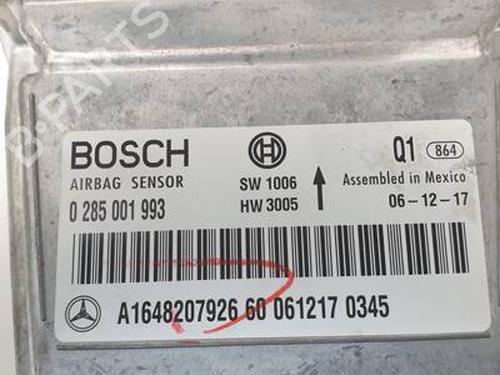 B-PARTS
BOSCH
AIRBAG SENSOR
0 285 001 993
SW 1006
HW 3005
Q1 864
Assembled in Mexico
06-12-17
A1648207926 60 061217 0345